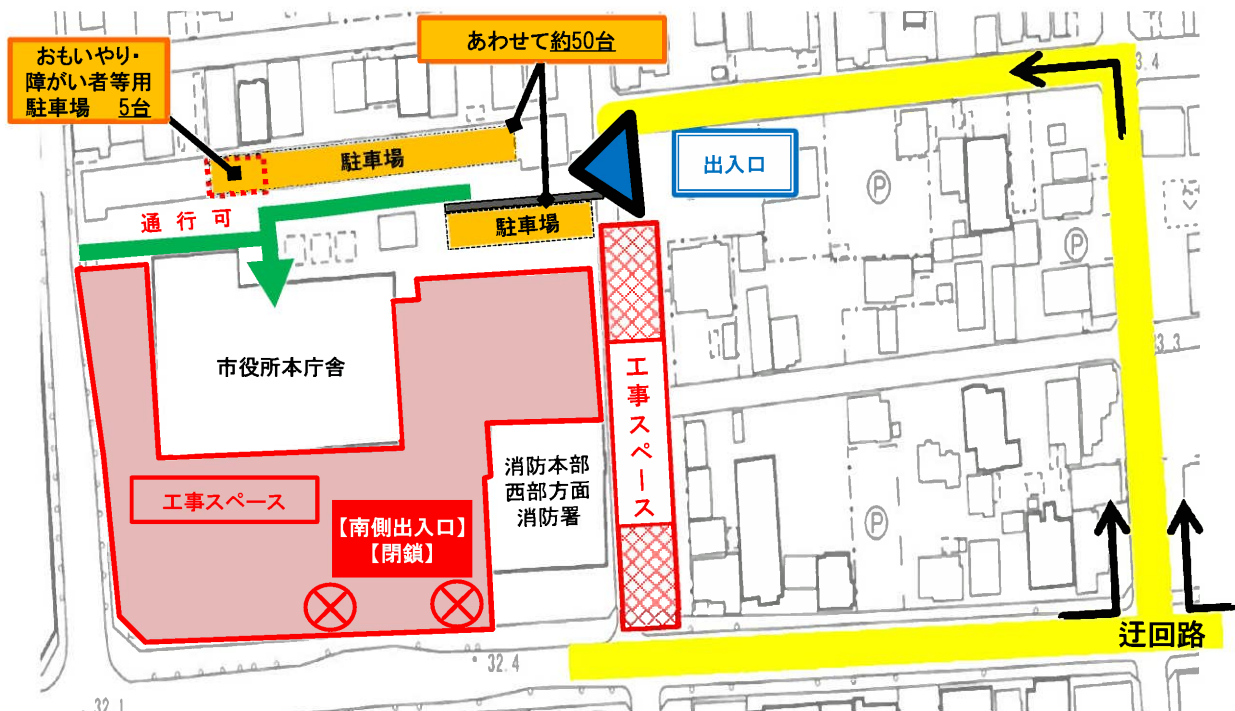 おもいやり・
障がい者等用
駐車場 5台
あわせて約50台
3.4
駐車場
出入口
P
通行可
駐車場
P
市役所本庁舎
33.3
工事スペース
消防本部
西部方面
消防署
工事スペース
【南側出入口】
【閉鎖】
P
迂回路
32.4
32.1